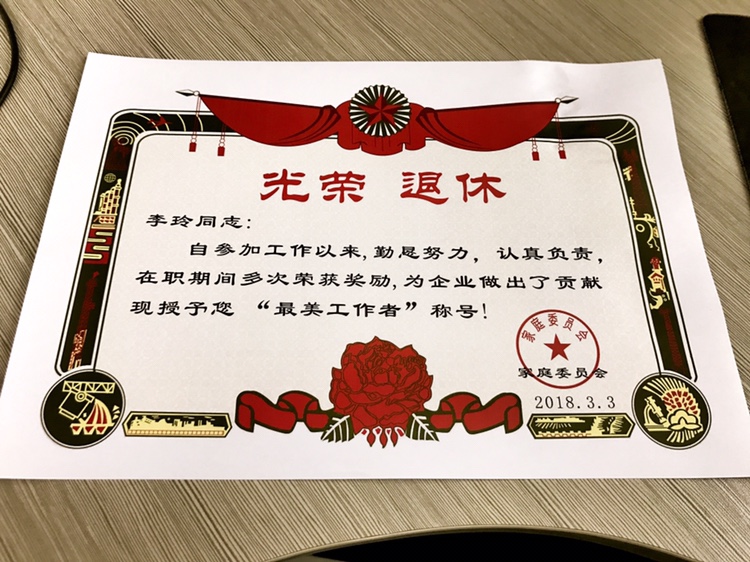 光荣 退休
李玲同志：
自参加工作以来，勤恳努力，认真负责，
在职期间多次荣获奖励，为企业做出了贡献
现授予您 “最美工作者”称号！
家庭委员会
家庭委员会
2018.3.3